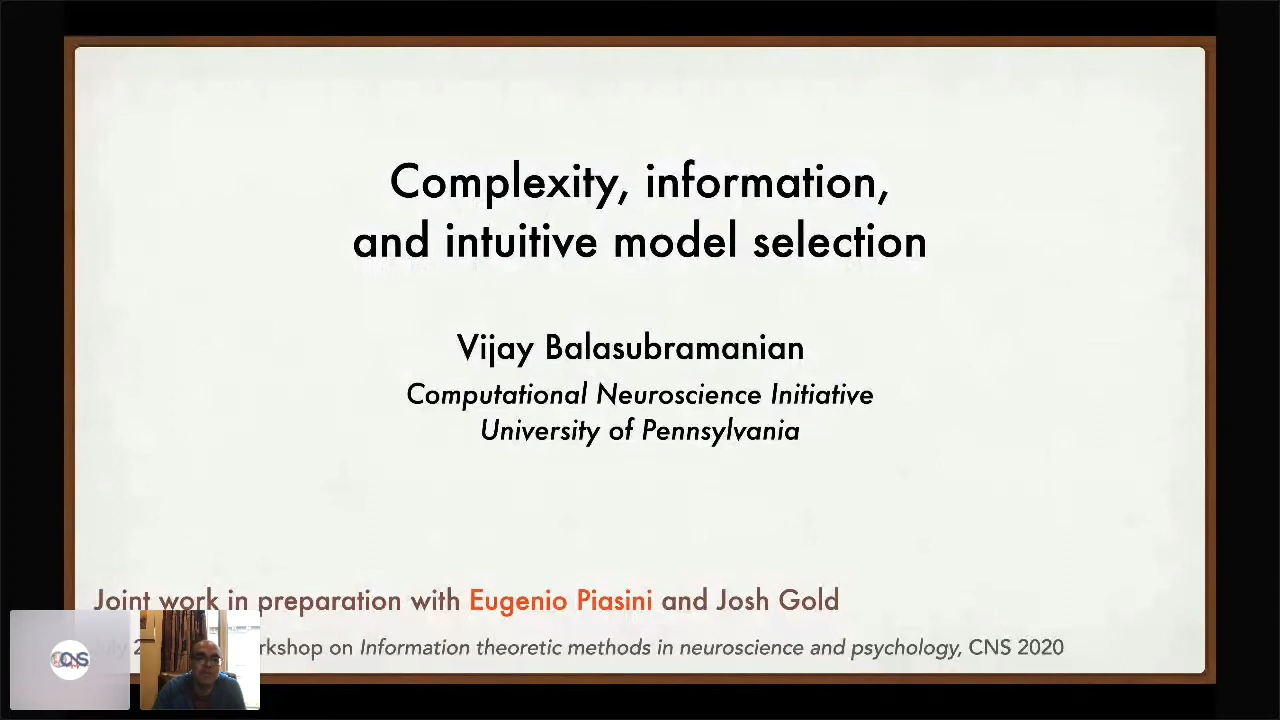 Complexity, information,
and intuitive model selection
Vijay Balasubramanian
Computational Neuroscience Initiative
University of Pennsylvania
Joint work in preparation with Eugenio Piasini and Josh Gold
on Information theoretic methods in neuroscience and psychology, CNS 2020
CNS